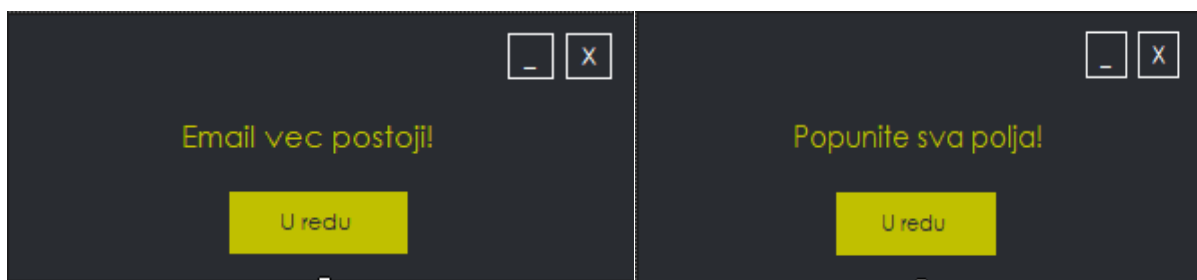 _ X
Email vec postoji!
U redu
_ X
Popunite sva polja!
U redu